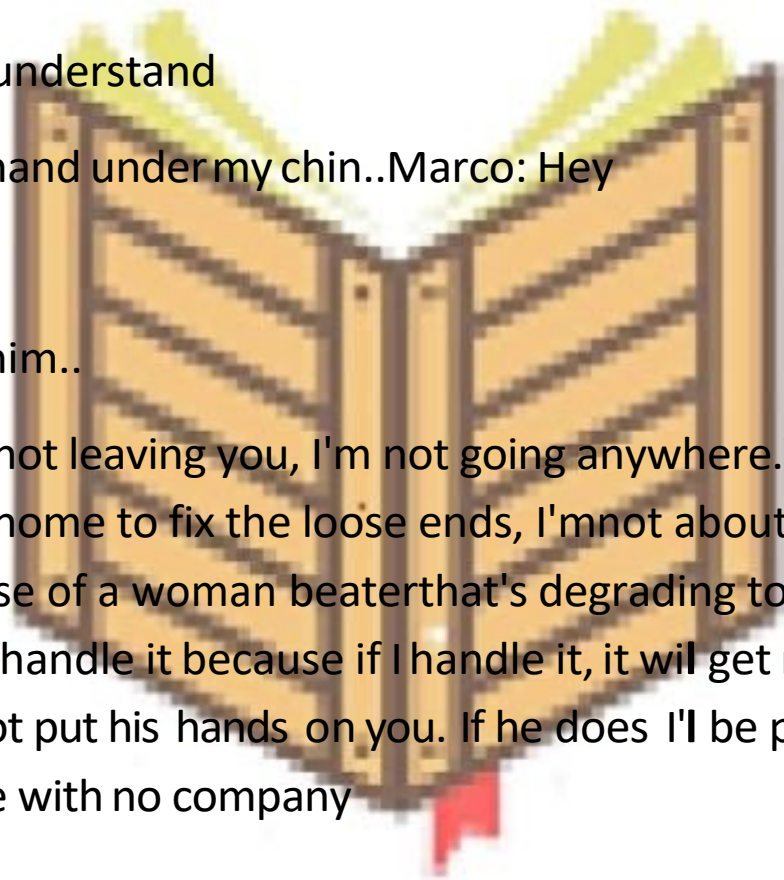 understand
hand under my chin..Marco: Hey
him..
not leaving you, I'm not going anywhere.
home to fix the loose ends, I'mnot about
se of a woman beaterthat's degrading to
handle it because if I handle it, it wil get
ot put his hands on you. If he does I'l be p
e with no company